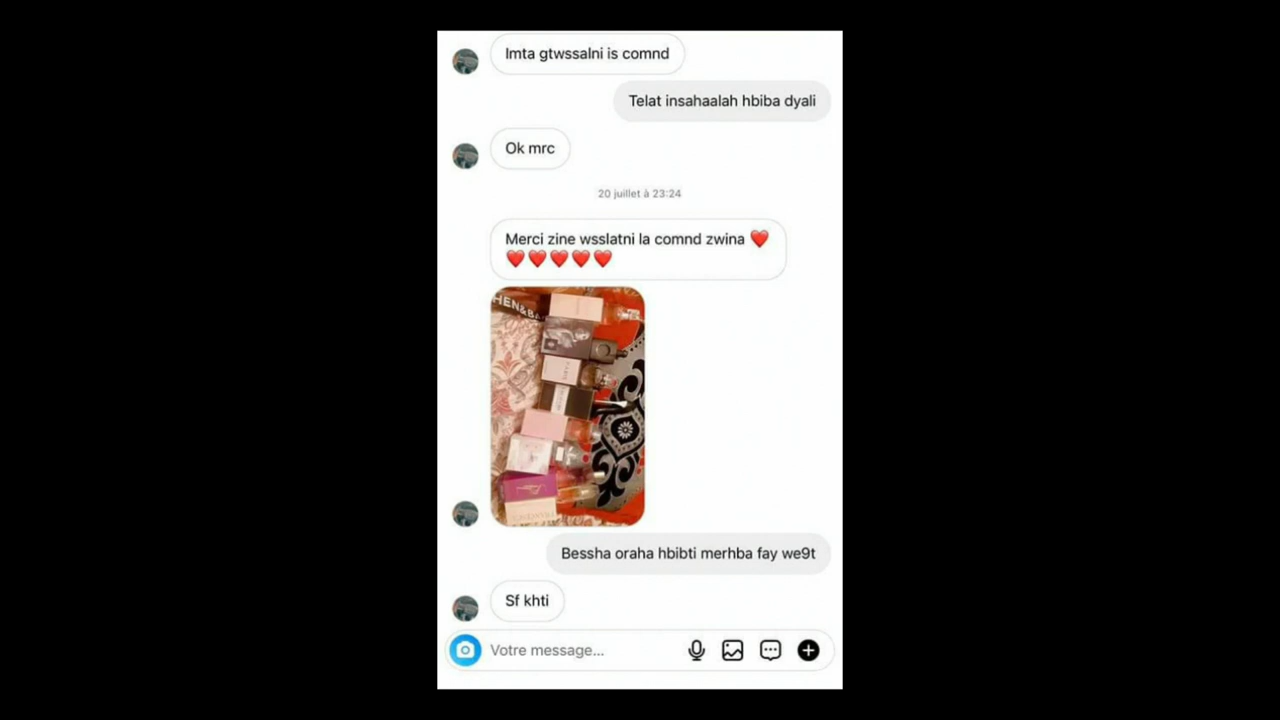 Imta gtwssalni is comnd
Telat insahaalah hbiba dyali
Ok mrc
20 juillet à 23:24
Merci zine wsslatni la comnd zwina ❤️
❤️❤️❤️❤️❤️
HEN&B
Bessha oraha hbibti merhba fay we9t
Sf khti
Votre message...